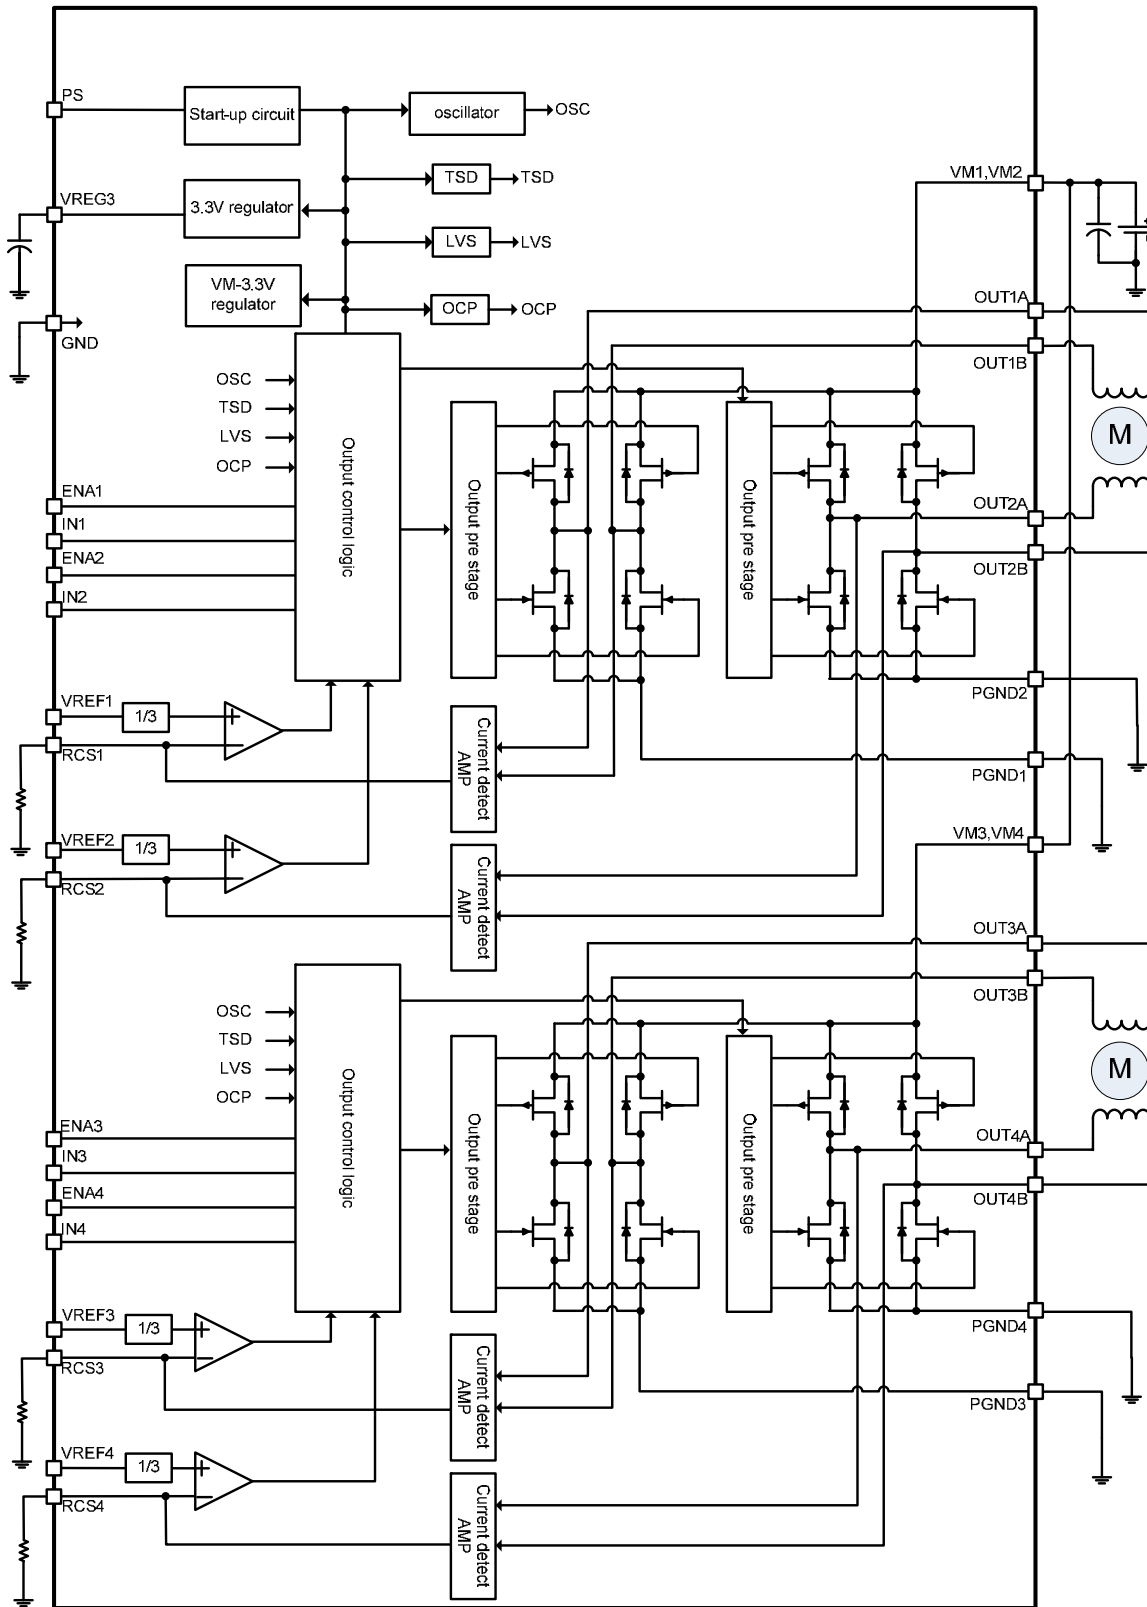 PS
Start-up circuit
oscillator
OSC
TSD
TSD
VM1,VM2
VREG3
3.3V regulator
LVS
LVS
VM-3.3V
regulator
OCP
OCP
OUT1A
GND
OUT1B
OSC
TSD
LVS
OCP
Output control
logic
Output pre stage
Output pre stage
M
ENA1
IN1
ENA2
IN2
OUT2A
OUT2B
VREF1
1/3
RCS1
Current detect
AMP
PGND2
PGND1
VREF2
1/3
RCS2
Current detect
AMP
VM3,VM4
OUT3A
OUT3B
OSC
TSD
LVS
OCP
Output control
logic
Output pre stage
Output pre stage
M
ENA3
IN3
ENA4
IN4
OUT4A
OUT4B
VREF3
1/3
RCS3
Current detect
AMP
PGND4
PGND3
VREF4
1/3
RCS4
Current detect
AMP